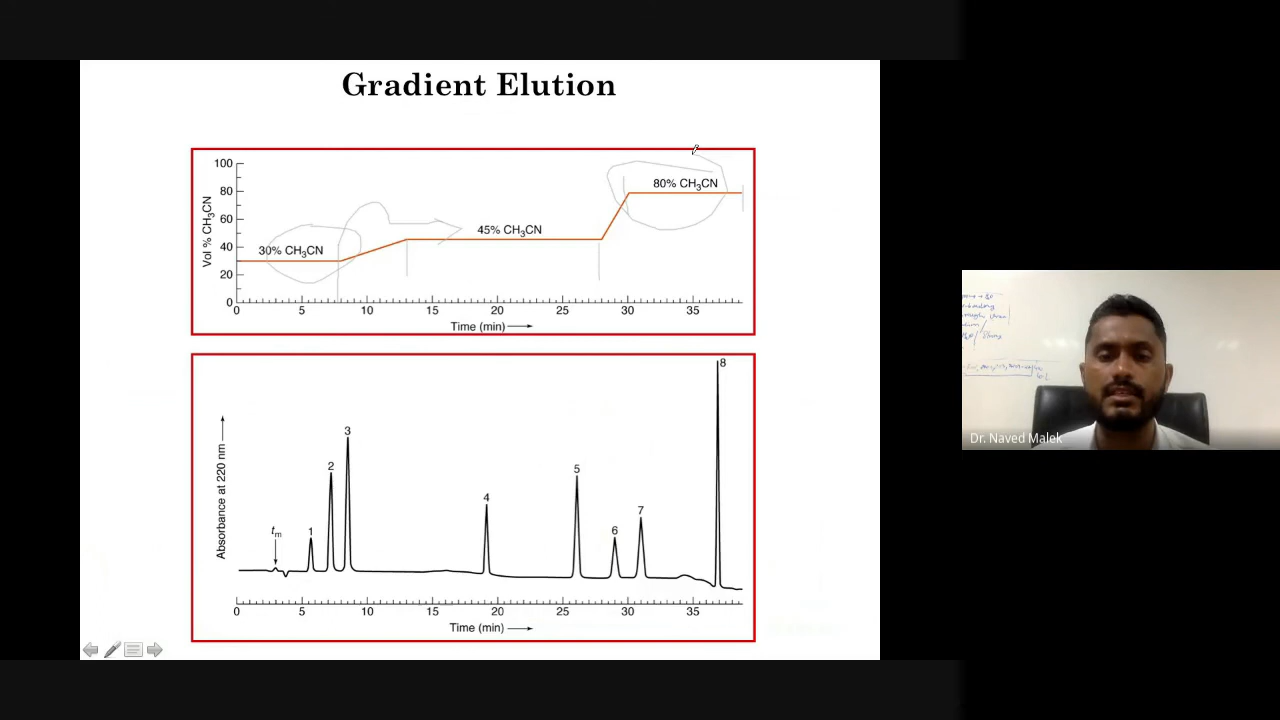 Gradient Elution
100
80
60
40
20
0
Vol % CH₃CN
30% CH₃CN
45% CH₃CN
80% CH₃CN
0 5 10 15 20 25 30 35
Time (min)
Absorbance at 220 nm
tₘ
1
2
3
4
5
6
7
8
0 5 10 15 20 25 30 35
Time (min)
Dr. Naved Malek